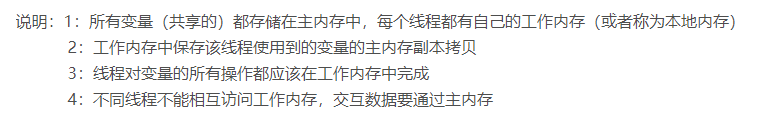 说明：1：所有变量（共享的）都存储在主内存中，每个线程都有自己的工作内存（或者称为本地内存）
2：工作内存中保存该线程使用到的变量的主内存副本拷贝
3：线程对变量的所有操作都应该在工作内存中完成
4：不同线程不能相互访问工作内存，交互数据要通过主内存